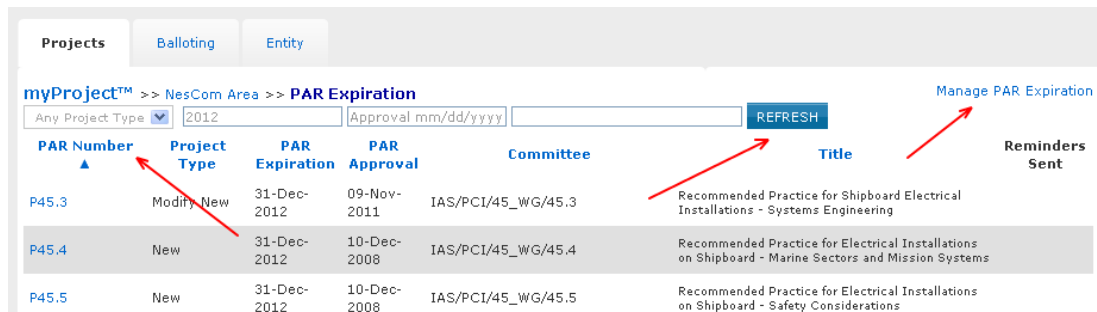 Projects Balloting Entity
myProject™ >> NesCom Area >> PAR Expiration Manage PAR Expiration
Any Project Type 2012 Approval mm/dd/yyyy REFRESH
PAR Number ▲ Project Type PAR Expiration PAR Approval Committee Title Reminders Sent
P45.3 Modify New 31-Dec-2012 09-Nov-2011 IAS/PCI/45_WG/45.3 Recommended Practice for Shipboard Electrical Installations - Systems Engineering
P45.4 New 31-Dec-2012 10-Dec-2008 IAS/PCI/45_WG/45.4 Recommended Practice for Electrical Installations on Shipboard - Marine Sectors and Mission Systems
P45.5 New 31-Dec-2012 10-Dec-2008 IAS/PCI/45_WG/45.5 Recommended Practice for Electrical Installations on Shipboard - Safety Considerations